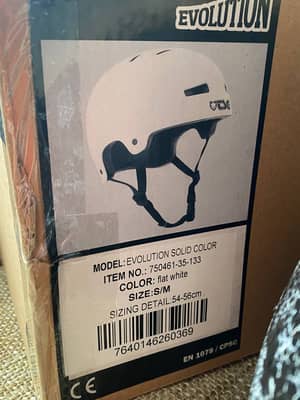 EVOLUTION
TSG
MODEL: EVOLUTION SOLID COLOR
ITEM NO.: 750461-35-133
COLOR: flat white
SIZE:S/M
SIZING DETAIL:54-56cm
7640146260369
EN 1078 / CPSC
CE